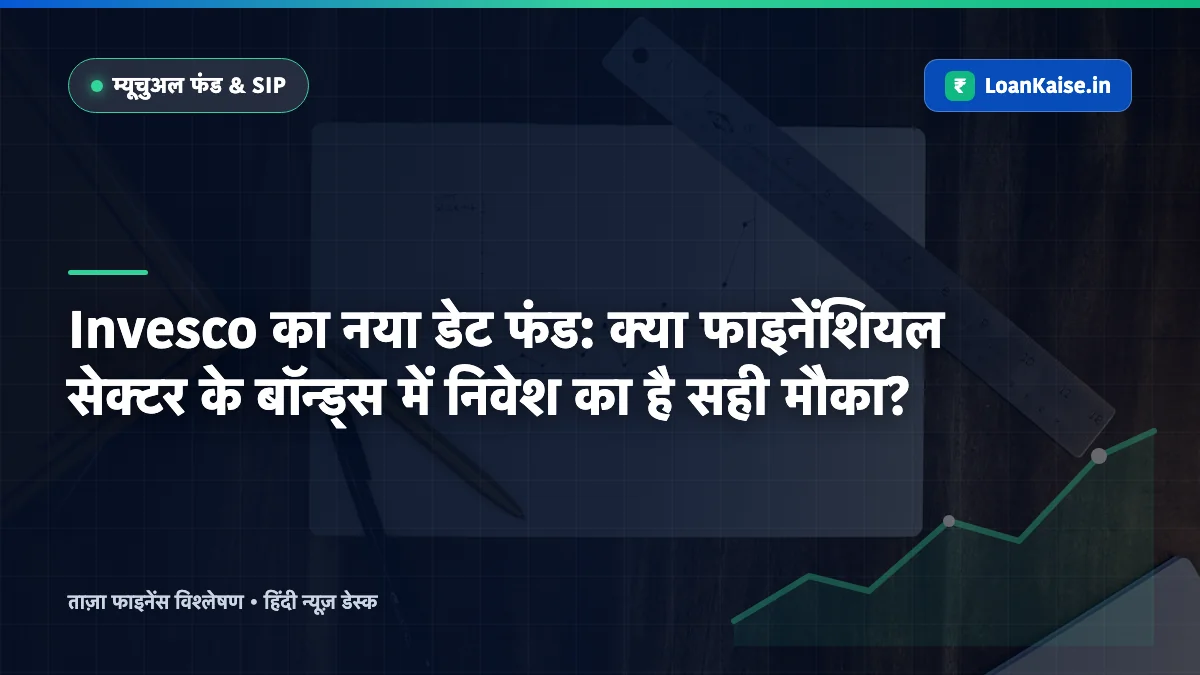 म्यूचुअल फंड & SIP
₹ LoanKaise.in
Invesco का नया डेट फंड: क्या फाइनेंशियल
सेक्टर के बॉन्ड्स में निवेश का है सही मौका?
ताज़ा फाइनेंस विश्लेषण • हिंदी न्यूज़ डेस्क